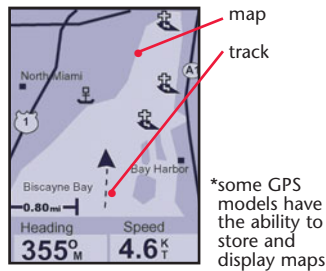 map
track
North Miami
A1
1
Bay Harbor
Biscayne Bay
0.80mi
Heading
Speed
355°M
4.6KT
*some GPS
models have
the ability to
store and
display maps